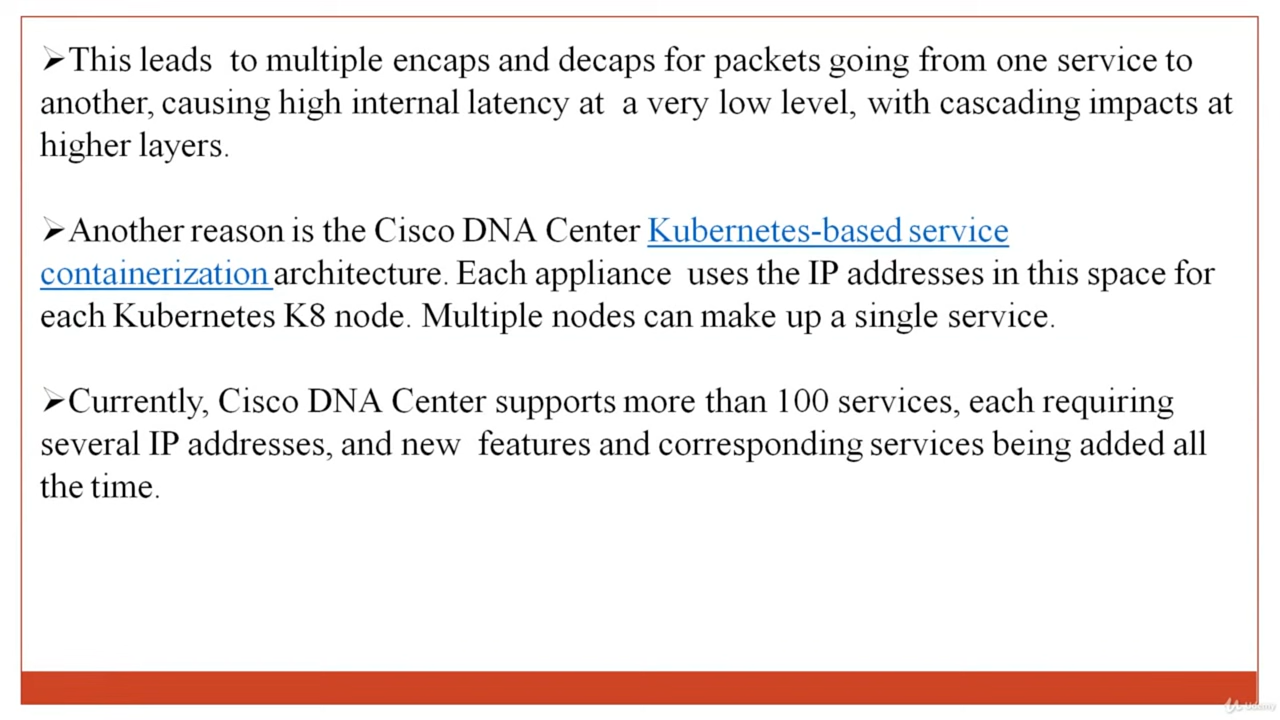 ➢This leads to multiple encaps and decaps for packets going from one service to
another, causing high internal latency at a very low level, with cascading impacts at
higher layers.
➢Another reason is the Cisco DNA Center Kubernetes-based service
containerization architecture. Each appliance uses the IP addresses in this space for
each Kubernetes K8 node. Multiple nodes can make up a single service.
➢Currently, Cisco DNA Center supports more than 100 services, each requiring
several IP addresses, and new features and corresponding services being added all
the time.
Udemy